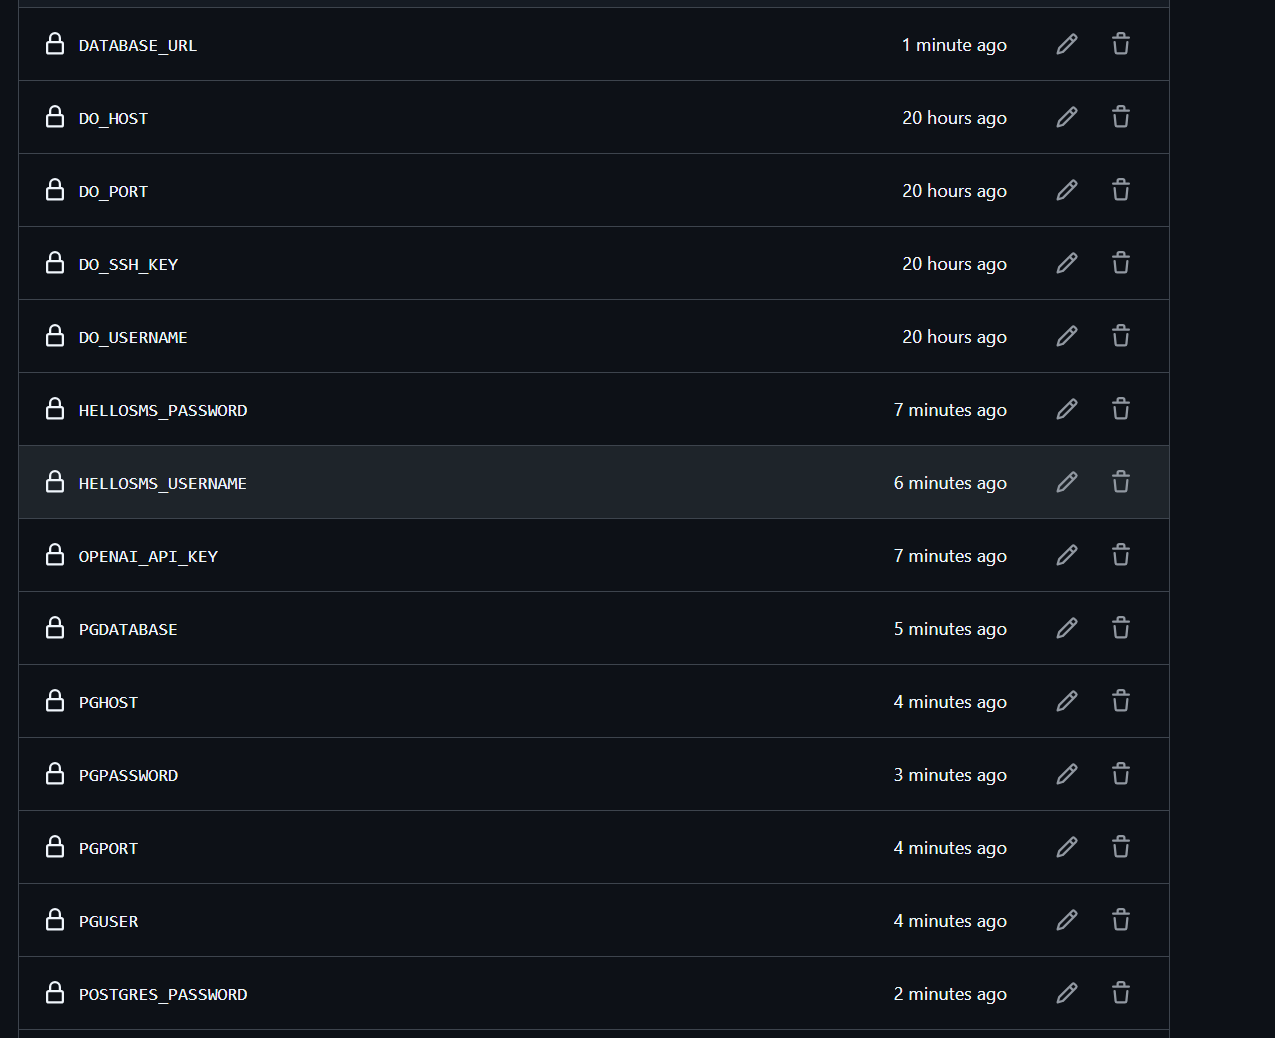 DATABASE_URL 1 minute ago
DO_HOST 20 hours ago
DO_PORT 20 hours ago
DO_SSH_KEY 20 hours ago
DO_USERNAME 20 hours ago
HELLOSMS_PASSWORD 7 minutes ago
HELLOSMS_USERNAME 6 minutes ago
OPENAI_API_KEY 7 minutes ago
PGDATABASE 5 minutes ago
PGHOST 4 minutes ago
PGPASSWORD 3 minutes ago
PGPORT 4 minutes ago
PGUSER 4 minutes ago
POSTGRES_PASSWORD 2 minutes ago